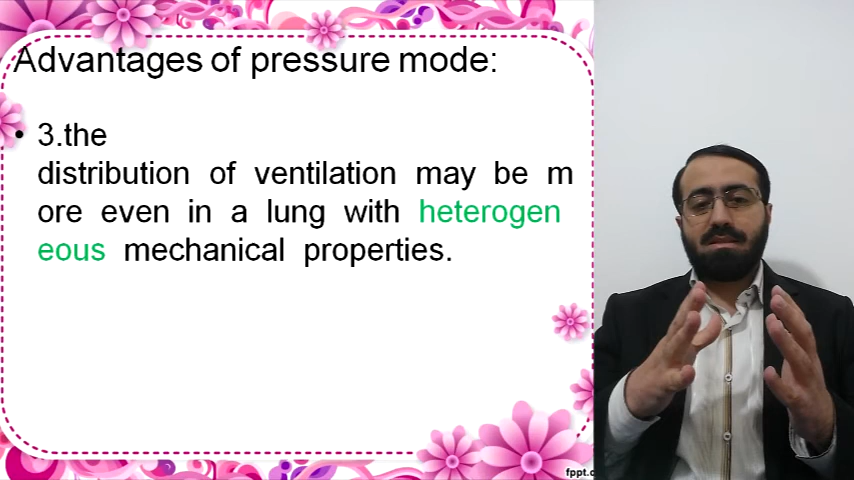 Advantages of pressure mode:
• 3.the
distribution of ventilation may be m
ore even in a lung with heterogen
eous mechanical properties.
fppt.c